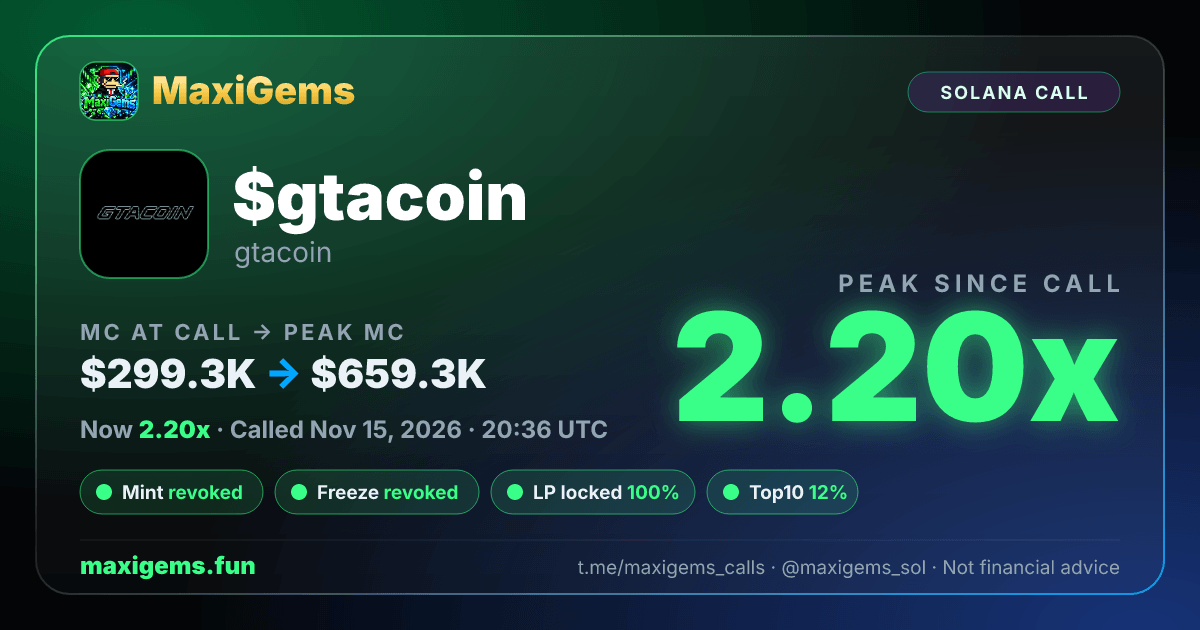 MaxiGems
MaxiGems
SOLANA CALL
GTACOIN
$gtacoin
gtacoin
PEAK SINCE CALL
2.20x
MC AT CALL → PEAK MC
$299.3K → $659.3K
Now 2.20x · Called Nov 15, 2026 · 20:36 UTC
Mint revoked
Freeze revoked
LP locked 100%
Top10 12%
maxigems.fun
t.me/maxigems_calls · @maxigems_sol · Not financial advice